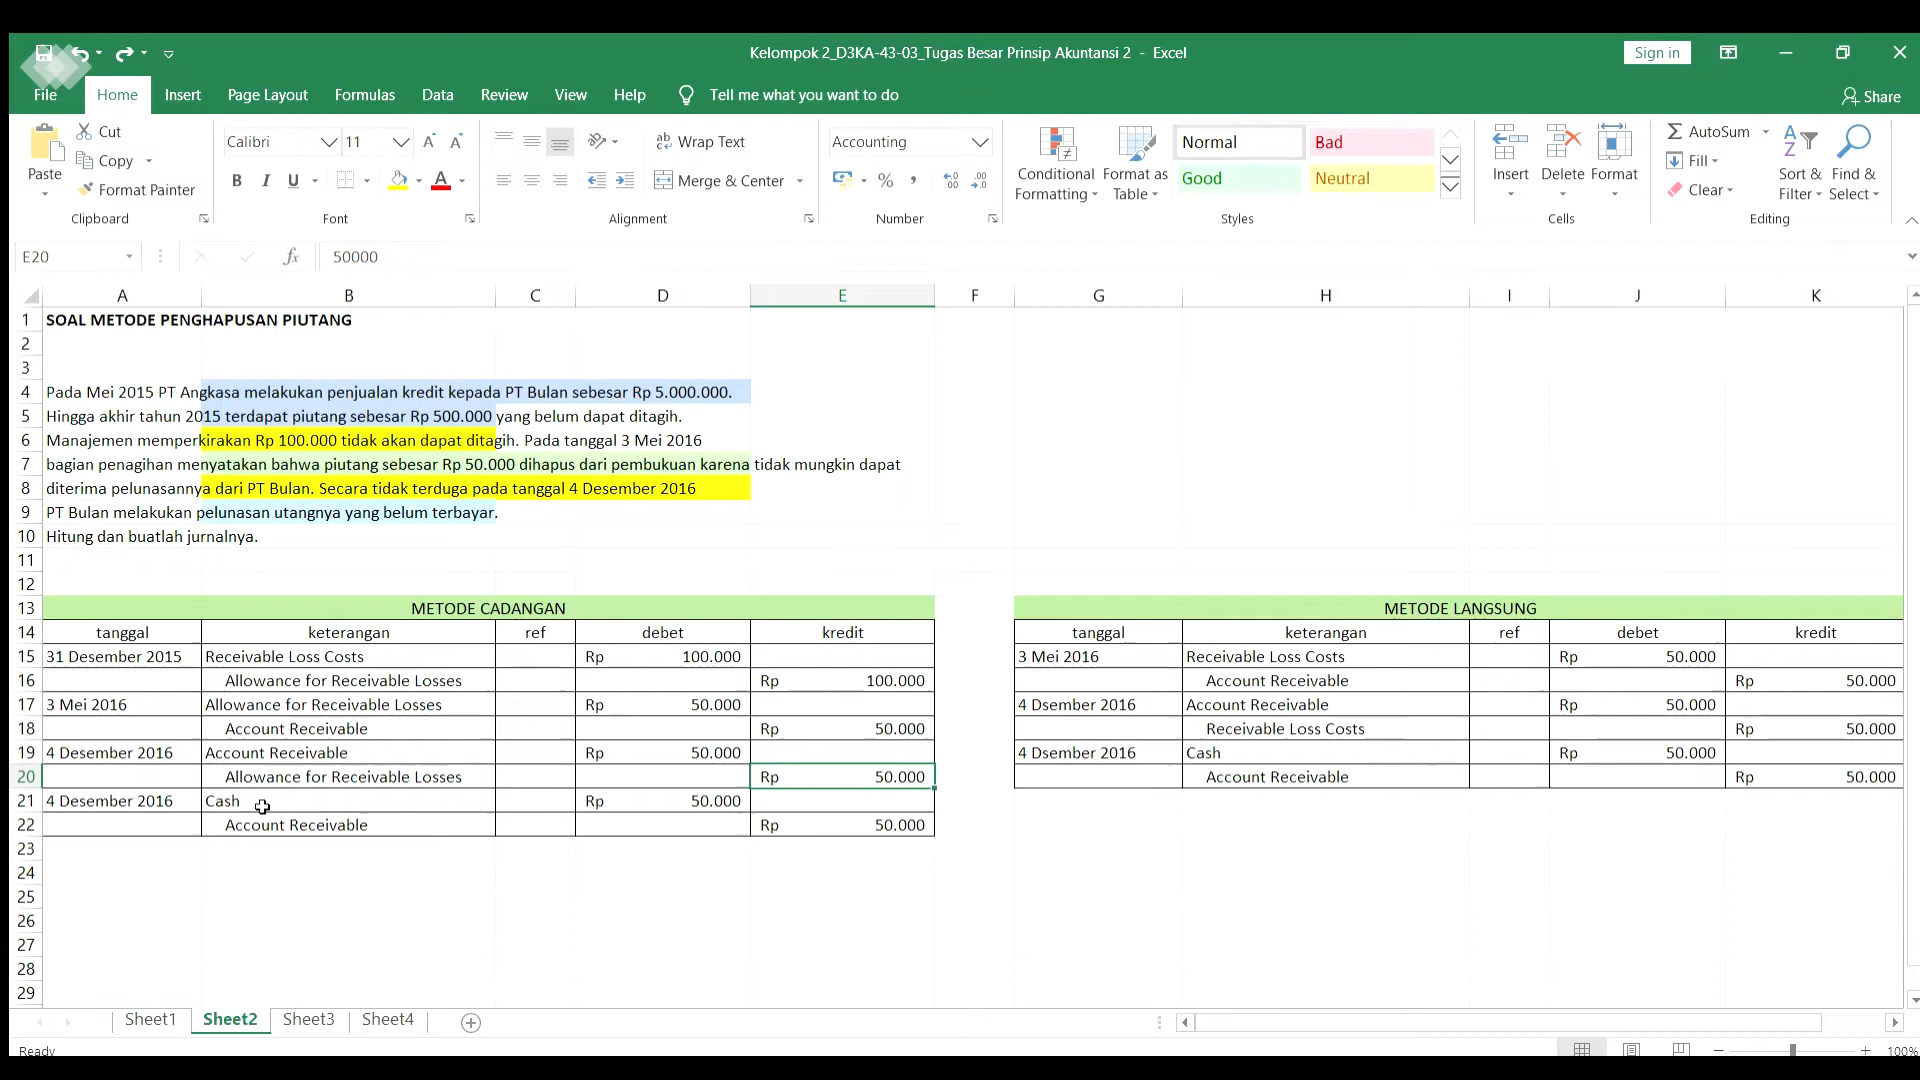 Kelompok 2_D3KA-43-03_Tugas Besar Prinsip Akuntansi 2 - Excel
Sign in
File Home Insert Page Layout Formulas Data Review View Help Tell me what you want to do
Share
Cut
Copy
Format Painter
Paste
Clipboard
Calibri 11
B I U
Font
Wrap Text
Merge & Center
Alignment
Accounting
Number
Conditional Formatting
Format as Table
Normal Bad
Good Neutral
Styles
Insert Delete Format
Cells
AutoSum
Fill
Clear
Sort & Filter
Find & Select
Editing
E20 fx 50000
A B C D E F G H I J K
1 SOAL METODE PENGHAPUSAN PIUTANG
2
3
4 Pada Mei 2015 PT Angkasa melakukan penjualan kredit kepada PT Bulan sebesar Rp 5.000.000.
5 Hingga akhir tahun 2015 terdapat piutang sebesar Rp 500.000 yang belum dapat ditagih.
6 Manajemen memperkirakan Rp 100.000 tidak akan dapat ditagih. Pada tanggal 3 Mei 2016
7 bagian penagihan menyatakan bahwa piutang sebesar Rp 50.000 dihapus dari pembukuan karena tidak mungkin dapat
8 diterima pelunasannya dari PT Bulan. Secara tidak terduga pada tanggal 4 Desember 2016
9 PT Bulan melakukan pelunasan utangnya yang belum terbayar.
10 Hitung dan buatlah jurnalnya.
11
12
13 METODE CADANGAN METODE LANGSUNG
14 tanggal keterangan ref debet kredit tanggal keterangan ref debet kredit
15 31 Desember 2015 Receivable Loss Costs Rp 100.000 3 Mei 2016 Receivable Loss Costs Rp 50.000
16 Allowance for Receivable Losses Rp 100.000 Account Receivable Rp 50.000
17 3 Mei 2016 Allowance for Receivable Losses Rp 50.000 4 Dsember 2016 Account Receivable Rp 50.000
18 Account Receivable Rp 50.000 Receivable Loss Costs Rp 50.000
19 4 Desember 2016 Account Receivable Rp 50.000 4 Dsember 2016 Cash Rp 50.000
20 Allowance for Receivable Losses Rp 50.000 Account Receivable Rp 50.000
21 4 Desember 2016 Cash Rp 50.000
22 Account Receivable Rp 50.000
23
24
25
26
27
28
29
Sheet1 Sheet2 Sheet3 Sheet4
Ready
100%